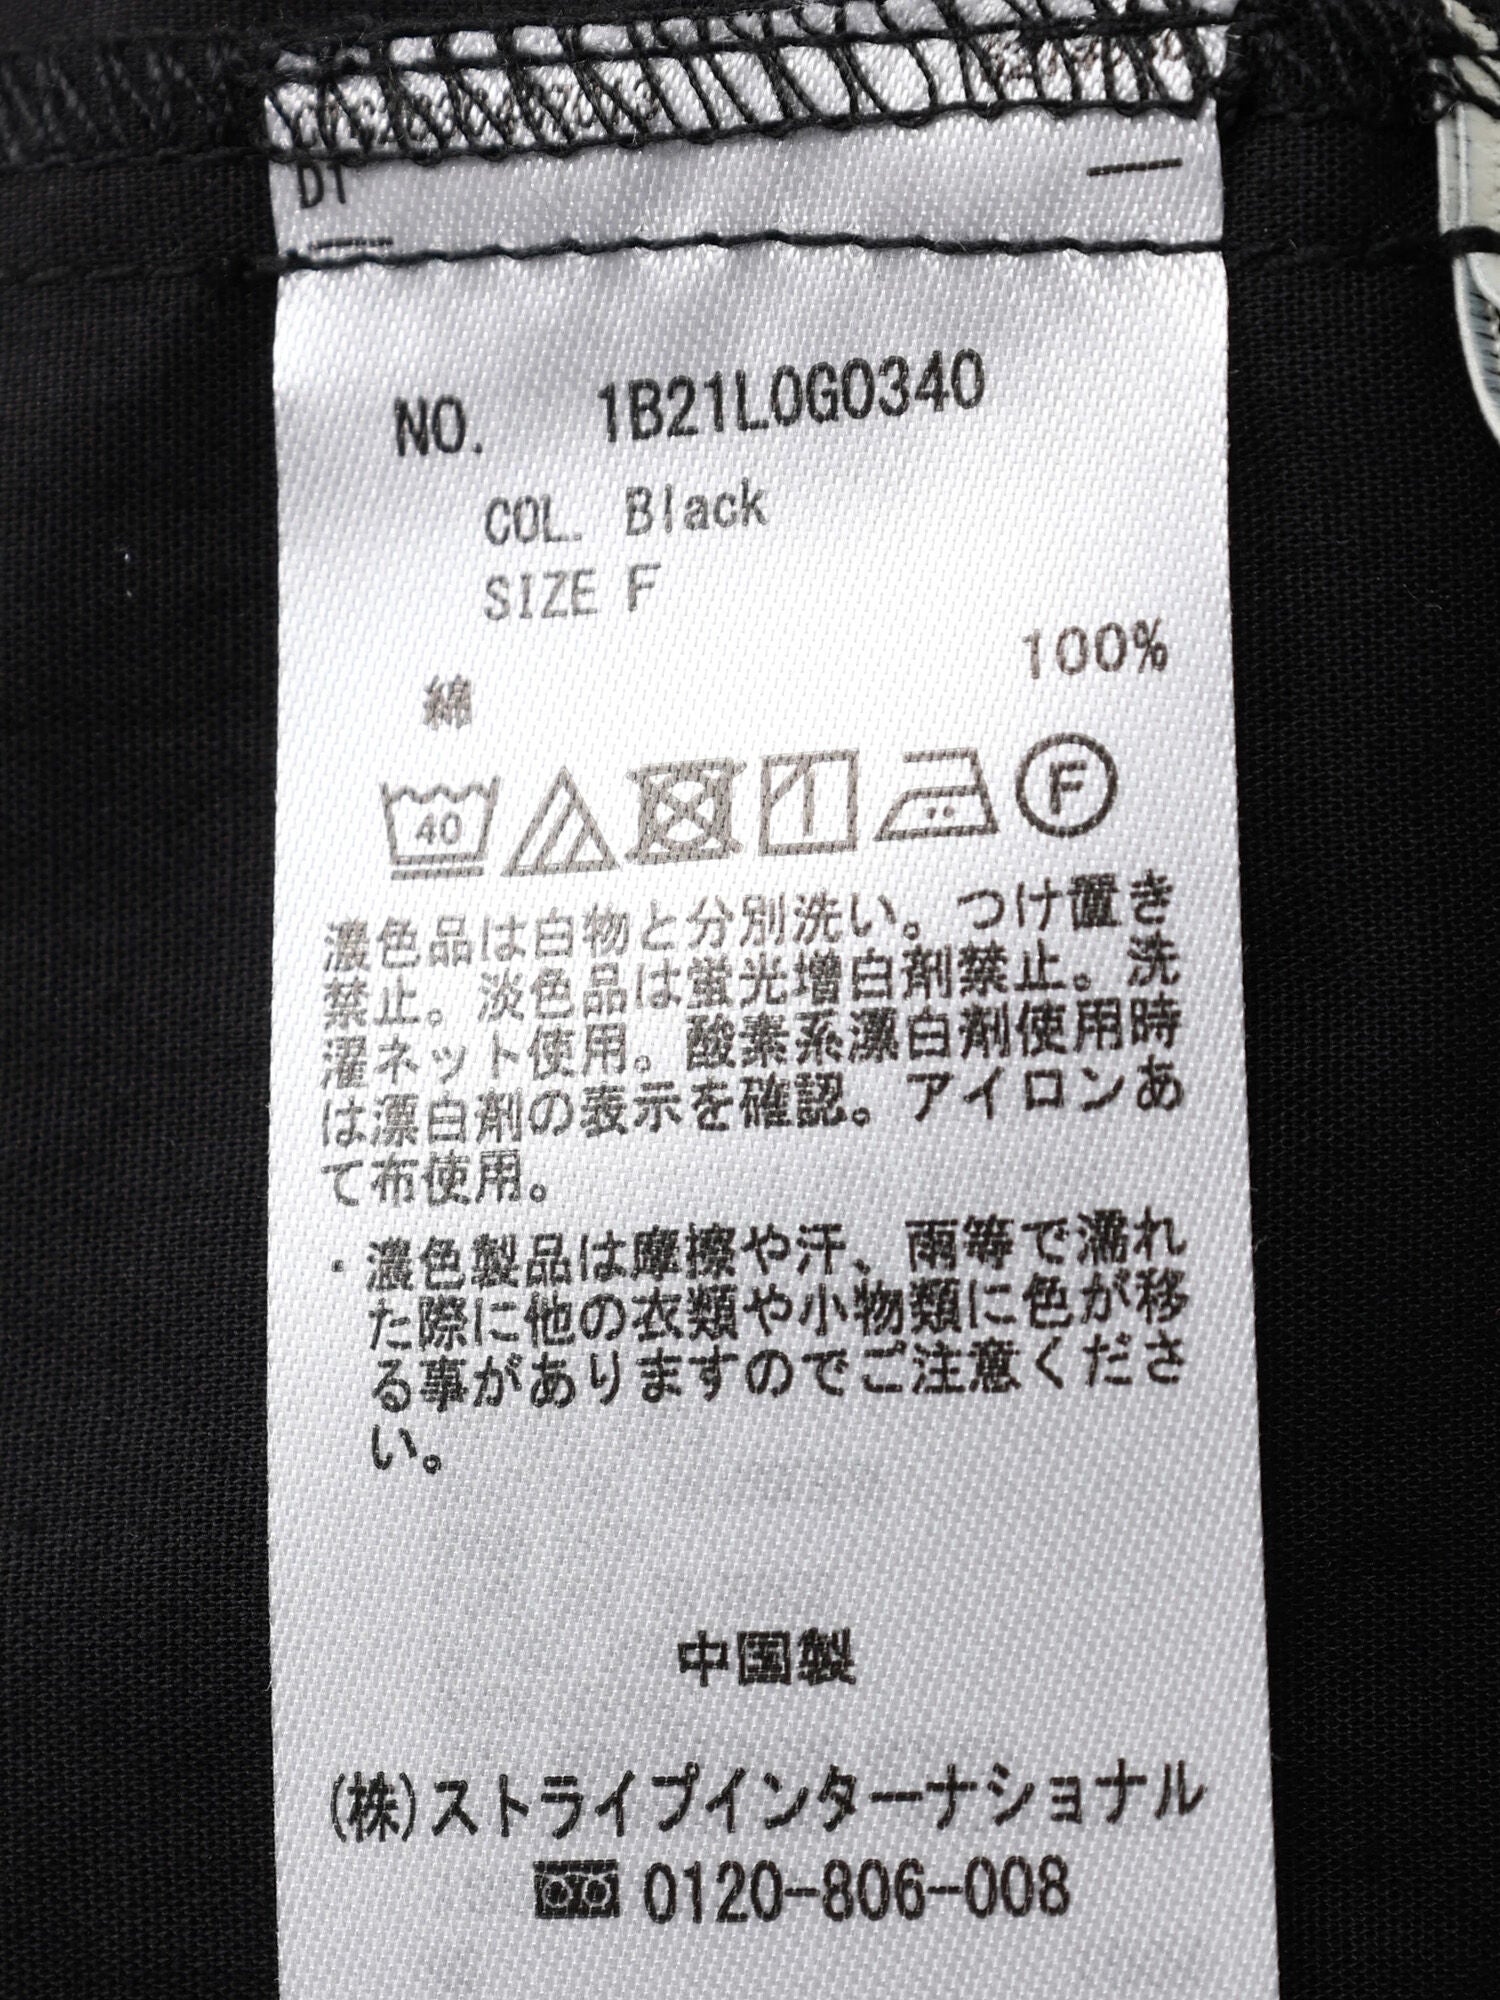 D1
NO. 1B21L0G0340
COL. Black
SIZE F
綿 100%
40 F
濃色品は白物と分別洗い。つけ置き
禁止。淡色品は蛍光増白剤禁止。洗
濯ネット使用。酸素系漂白剤使用時
は漂白剤の表示を確認。アイロンあ
て布使用。
・濃色製品は摩擦や汗、雨等で濡れ
た際に他の衣類や小物類に色が移
る事がありますのでご注意くださ
い。
中国製
(株)ストライプインターナショナル
0120-806-008